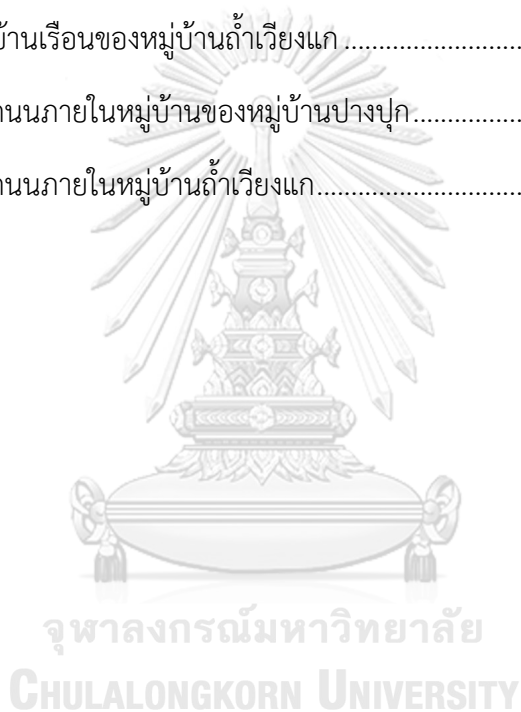 บ้านเรือนของหมู่บ้านถ้ำเวียงแก ........................
นนภายในหมู่บ้านของหมู่บ้านปางปุก................
นนภายในหมู่บ้านถ้ำเวียงแก..............................
จุฬาลงกรณ์มหาวิทยาลัย
CHULALONGKORN UNIVERSITY